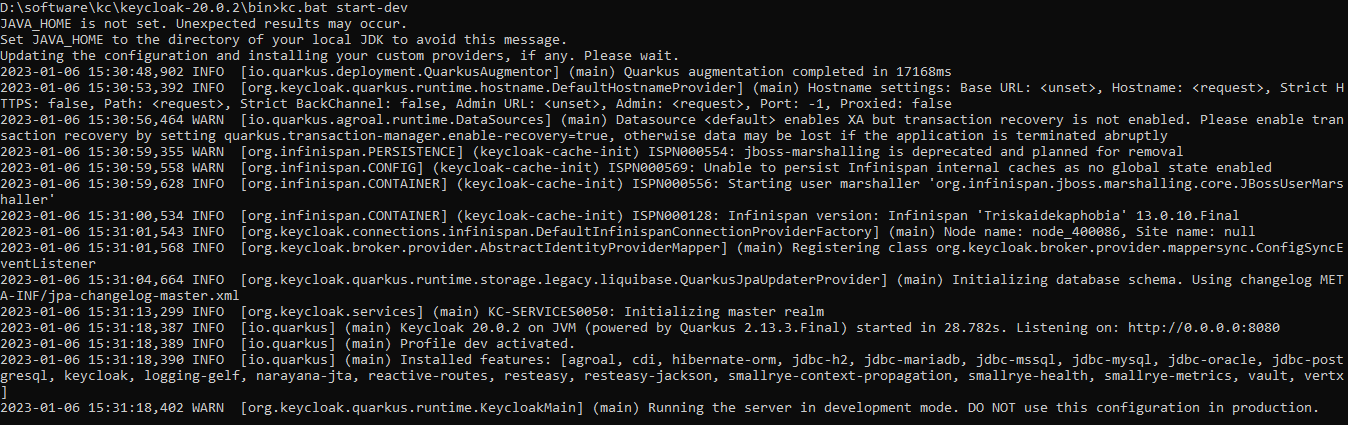 D:\software\kc\keycloak-20.0.2\bin>kc.bat start-dev
JAVA_HOME is not set. Unexpected results may occur.
Set JAVA_HOME to the directory of your local JDK to avoid this message.
Updating the configuration and installing your custom providers, if any. Please wait.
2023-01-06 15:30:48,902 INFO  [io.quarkus.deployment.QuarkusAugmentor] (main) Quarkus augmentation completed in 17168ms
2023-01-06 15:30:53,392 INFO  [org.keycloak.quarkus.runtime.hostname.DefaultHostnameProvider] (main) Hostname settings: Base URL: <unset>, Hostname: <request>, Strict H
TTPS: false, Path: <request>, Strict BackChannel: false, Admin URL: <unset>, Admin: <request>, Port: -1, Proxied: false
2023-01-06 15:30:56,464 WARN  [io.quarkus.agroal.runtime.DataSources] (main) Datasource <default> enables XA but transaction recovery is not enabled. Please enable tran
saction recovery by setting quarkus.transaction-manager.enable-recovery=true, otherwise data may be lost if the application is terminated abruptly
2023-01-06 15:30:59,355 WARN  [org.infinispan.PERSISTENCE] (keycloak-cache-init) ISPN000554: jboss-marshalling is deprecated and planned for removal
2023-01-06 15:30:59,558 WARN  [org.infinispan.CONFIG] (keycloak-cache-init) ISPN000569: Unable to persist Infinispan internal caches as no global state enabled
2023-01-06 15:30:59,628 INFO  [org.infinispan.CONTAINER] (keycloak-cache-init) ISPN000556: Starting user marshaller 'org.infinispan.jboss.marshalling.core.JBossUserMars
haller'
2023-01-06 15:31:00,534 INFO  [org.infinispan.CONTAINER] (keycloak-cache-init) ISPN000128: Infinispan version: Infinispan 'Triskaidekaphobia' 13.0.10.Final
2023-01-06 15:31:01,543 INFO  [org.keycloak.connections.infinispan.DefaultInfinispanConnectionProviderFactory] (main) Node name: node_400086, Site name: null
2023-01-06 15:31:01,568 INFO  [org.keycloak.broker.provider.AbstractIdentityProviderMapper] (main) Registering class org.keycloak.broker.provider.mappersync.ConfigSyncE
ventListener
2023-01-06 15:31:04,664 INFO  [org.keycloak.quarkus.runtime.storage.legacy.liquibase.QuarkusJpaUpdaterProvider] (main) Initializing database schema. Using changelog MET
A-INF/jpa-changelog-master.xml
2023-01-06 15:31:13,299 INFO  [org.keycloak.services] (main) KC-SERVICES0050: Initializing master realm
2023-01-06 15:31:18,387 INFO  [io.quarkus] (main) Keycloak 20.0.2 on JVM (powered by Quarkus 2.13.3.Final) started in 28.782s. Listening on: http://0.0.0.0:8080
2023-01-06 15:31:18,389 INFO  [io.quarkus] (main) Profile dev activated.
2023-01-06 15:31:18,390 INFO  [io.quarkus] (main) Installed features: [agroal, cdi, hibernate-orm, jdbc-h2, jdbc-mariadb, jdbc-mssql, jdbc-mysql, jdbc-oracle, jdbc-post
gresql, keycloak, logging-gelf, narayana-jta, reactive-routes, resteasy, resteasy-jackson, smallrye-context-propagation, smallrye-health, smallrye-metrics, vault, vertx
]
2023-01-06 15:31:18,402 WARN  [org.keycloak.quarkus.runtime.KeycloakMain] (main) Running the server in development mode. DO NOT use this configuration in production.